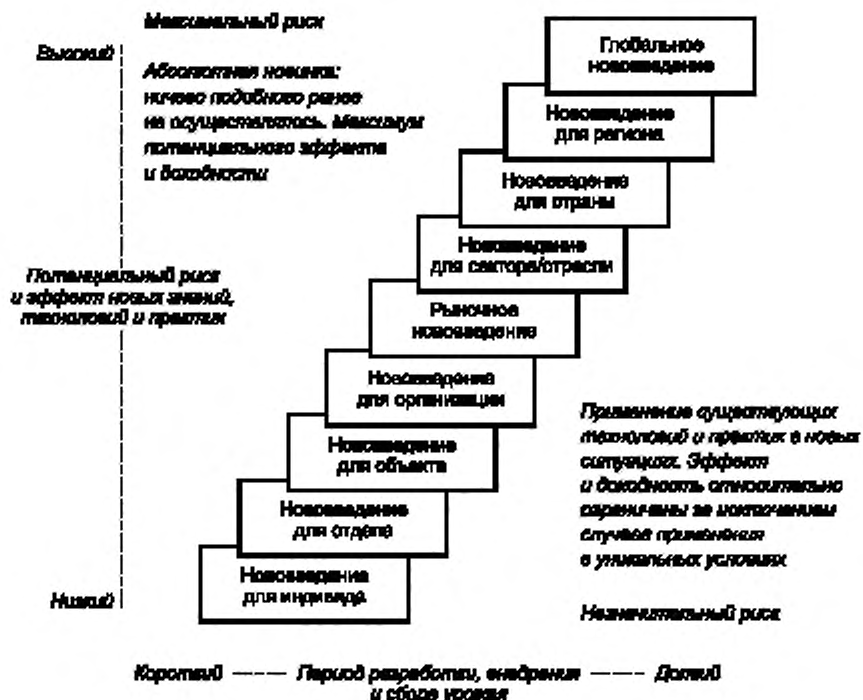 Максимальный риск
Высокий
Абсолютная новинка:
ничего подобного ранее
не осуществлялось. Максимум
потенциального эффекта
и доходности
Глобальное
нововведение
Нововведение
для региона
Нововведение
для страны
Нововведение
для сектора/отрасли
Потенциальный риск
и эффект новых знаний,
технологий и практик
Рыночное
нововведение
Нововведение
для организации
Нововведение
для объекта
Нововведение
для отдела
Нововведение
для индивида
Применение существующих
технологий и практик в новых
ситуациях. Эффект
и доходность относительно
ограничены за исключением
случаев применения
в уникальных условиях
Низкий
Незначительный риск
Короткий ---- Период разработки, внедрения ---- Долгий
и сбора урожая